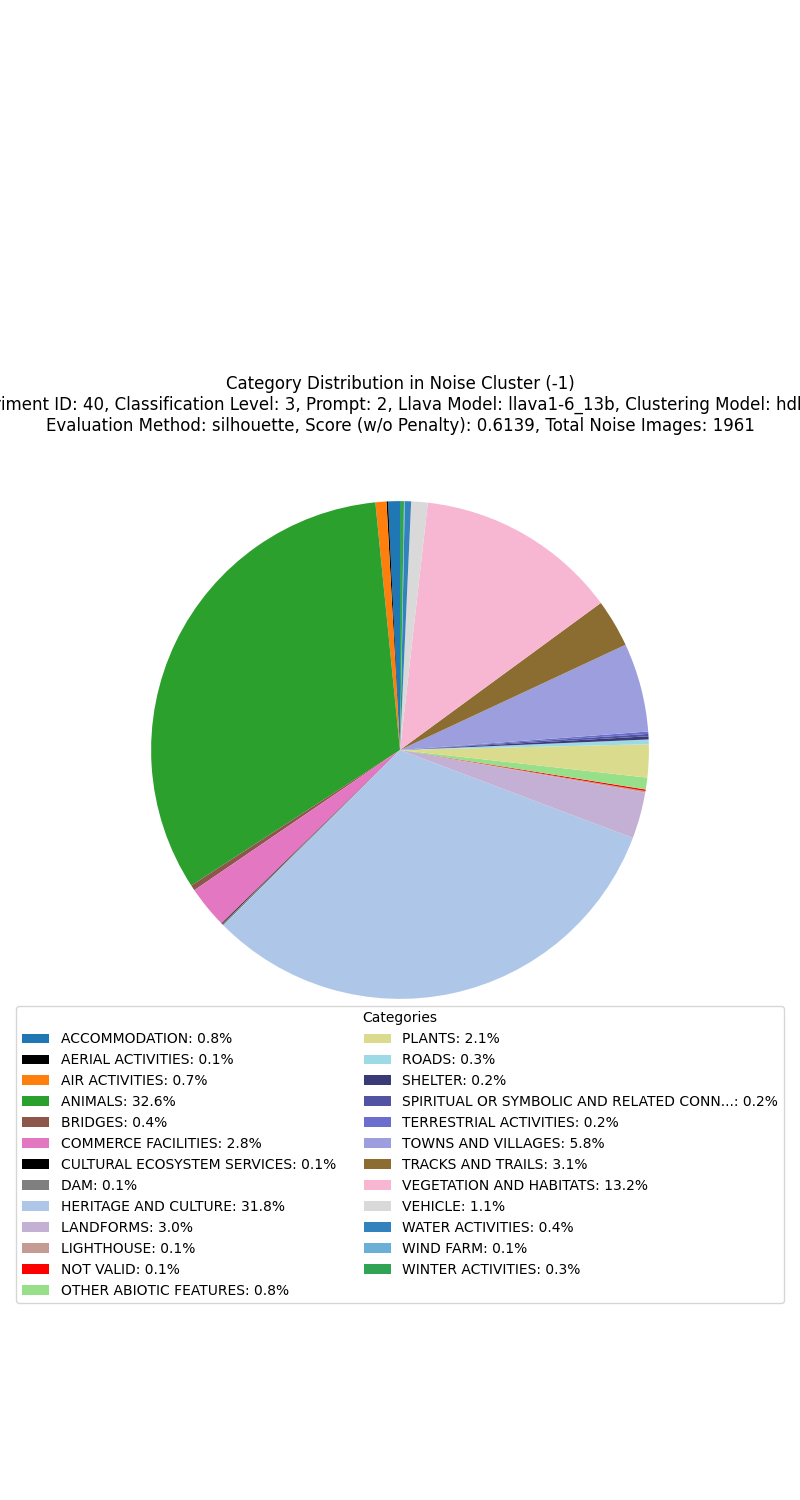 Category Distribution in Noise Cluster (-1)
ID: 40, Classification Level: 3, Prompt: 2, Llava Model: llava1-6_13b, Clustering Model:
Evaluation Method: silhouette, Score (w/o Penalty): 0.6139, Total Noise Images: 1961
Categories
ACCOMMODATION: 0.8%
AERIAL ACTIVITIES: 0.1%
AIR ACTIVITIES: 0.7%
ANIMALS: 32.6%
BRIDGES: 0.4%
COMMERCE FACILITIES: 2.8%
CULTURAL ECOSYSTEM SERVICES: 0.1%
DAM: 0.1%
HERITAGE AND CULTURE: 31.8%
LANDFORMS: 3.0%
LIGHTHOUSE: 0.1%
NOT VALID: 0.1%
OTHER ABIOTIC FEATURES: 0.8%
PLANTS: 2.1%
ROADS: 0.3%
SHELTER: 0.2%
SPIRITUAL OR SYMBOLIC AND RELATED CONN...: 0.2%
TERRESTRIAL ACTIVITIES: 0.2%
TOWNS AND VILLAGES: 5.8%
TRACKS AND TRAILS: 3.1%
VEGETATION AND HABITATS: 13.2%
VEHICLE: 1.1%
WATER ACTIVITIES: 0.4%
WIND FARM: 0.1%
WINTER ACTIVITIES: 0.3%